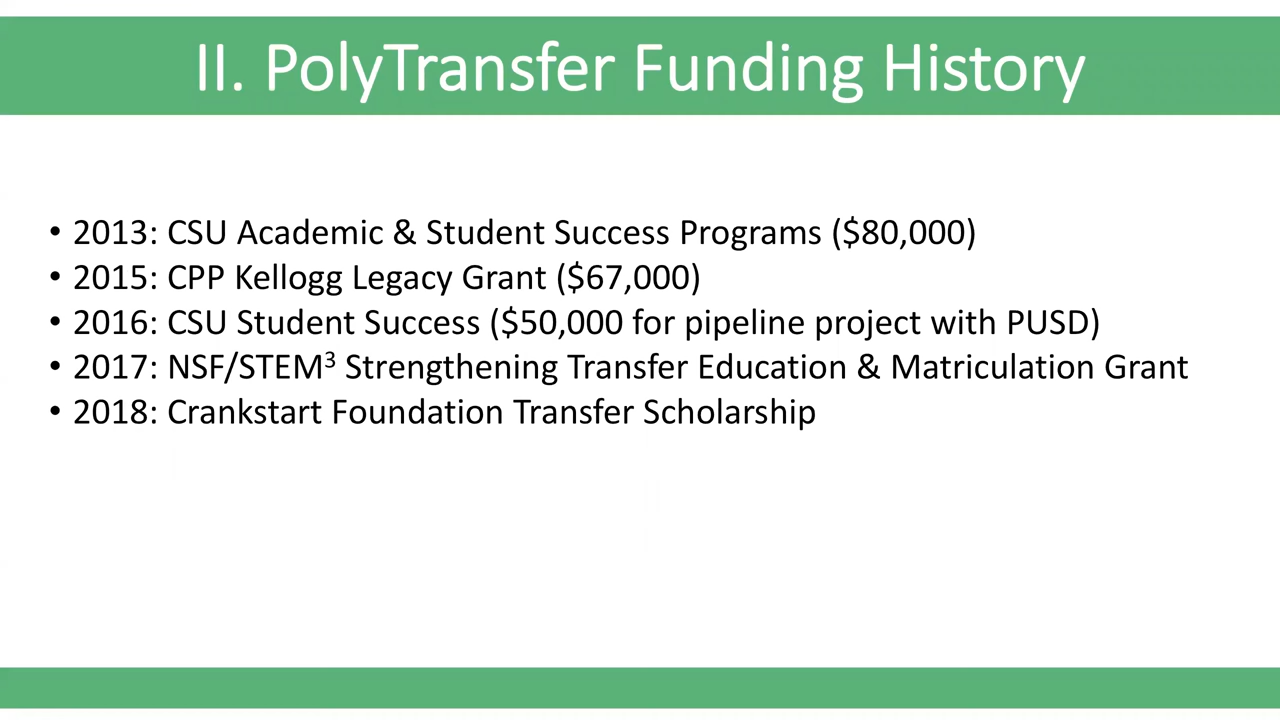 II. PolyTransfer Funding History
• 2013: CSU Academic & Student Success Programs ($80,000)
• 2015: CPP Kellogg Legacy Grant ($67,000)
• 2016: CSU Student Success ($50,000 for pipeline project with PUSD)
• 2017: NSF/STEM³ Strengthening Transfer Education & Matriculation Grant
• 2018: Crankstart Foundation Transfer Scholarship